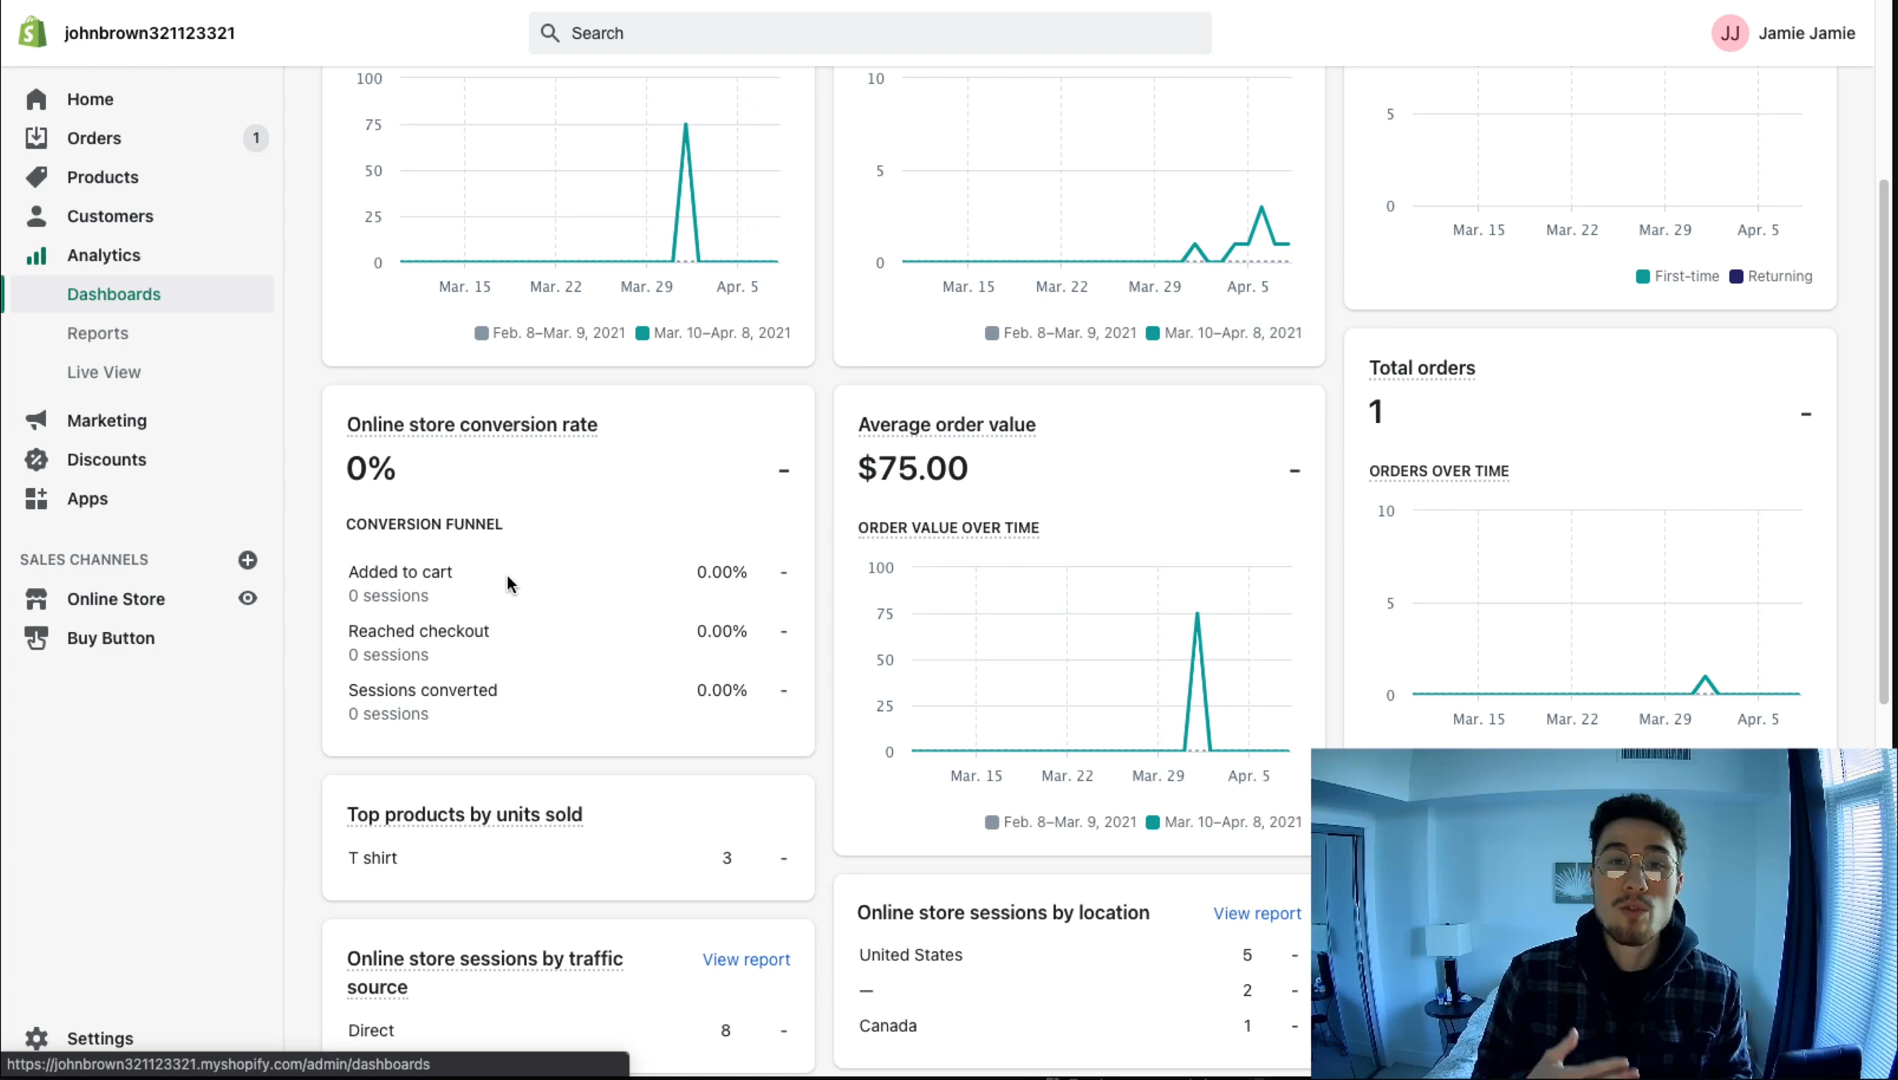 johnbrown321123321
Search
JJ Jamie Jamie
Home
Orders 1
Products
Customers
Analytics
Dashboards
Reports
Live View
Marketing
Discounts
Apps
SALES CHANNELS
Online Store
Buy Button
Settings
https://johnbrown321123321.myshopify.com/admin/dashboards
100
75
50
25
0
Mar. 15 Mar. 22 Mar. 29 Apr. 5
Feb. 8–Mar. 9, 2021 Mar. 10–Apr. 8, 2021
10
5
0
Mar. 15 Mar. 22 Mar. 29 Apr. 5
Feb. 8–Mar. 9, 2021 Mar. 10–Apr. 8, 2021
5
0
Mar. 15 Mar. 22 Mar. 29 Apr. 5
First-time Returning
Online store conversion rate
0% -
CONVERSION FUNNEL
Added to cart 0.00% -
0 sessions
Reached checkout 0.00% -
0 sessions
Sessions converted 0.00% -
0 sessions
Average order value
$75.00 -
ORDER VALUE OVER TIME
100
75
50
25
0
Mar. 15 Mar. 22 Mar. 29 Apr. 5
Feb. 8–Mar. 9, 2021 Mar. 10–Apr. 8, 2021
Total orders
1 -
ORDERS OVER TIME
10
5
0
Mar. 15 Mar. 22 Mar. 29 Apr. 5
Top products by units sold
T shirt 3 -
Online store sessions by traffic
source
View report
Direct 8 -
Online store sessions by location View report
United States 5 -
— 2 -
Canada 1 -